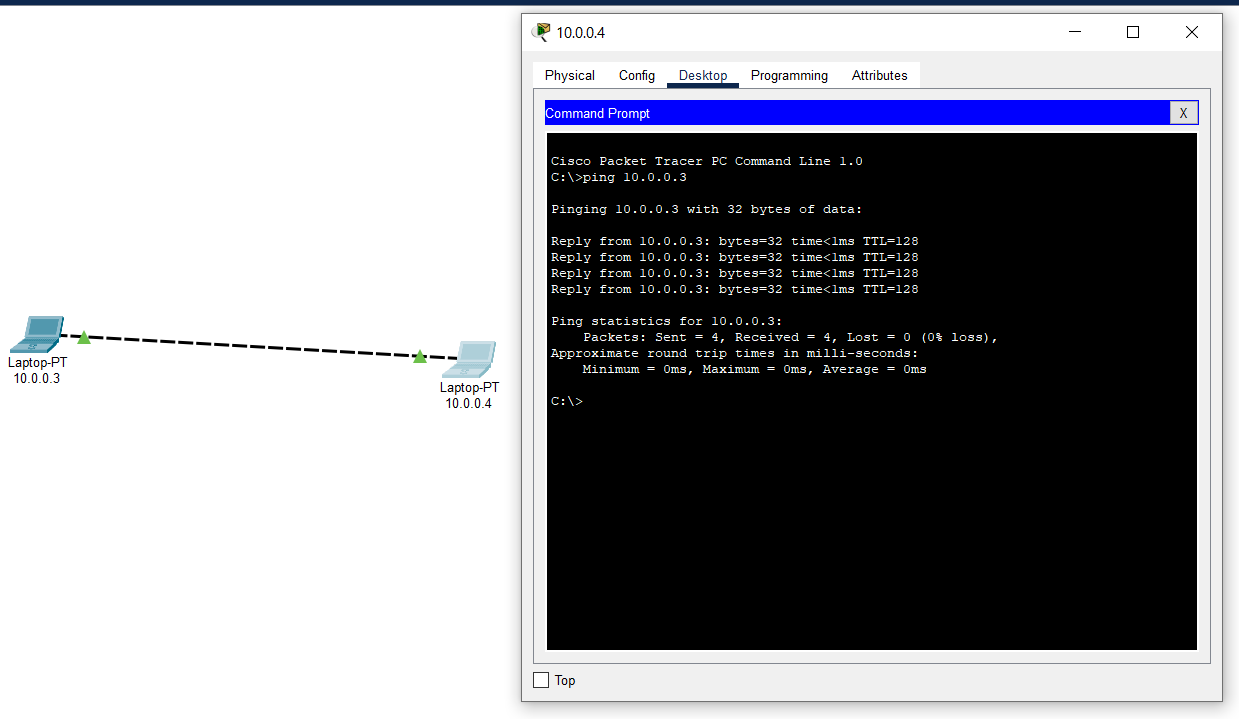 10.0.0.4
Physical Config Desktop Programming Attributes
Command Prompt X
Cisco Packet Tracer PC Command Line 1.0
C:\>ping 10.0.0.3
Pinging 10.0.0.3 with 32 bytes of data:
Reply from 10.0.0.3: bytes=32 time<1ms TTL=128
Reply from 10.0.0.3: bytes=32 time<1ms TTL=128
Reply from 10.0.0.3: bytes=32 time<1ms TTL=128
Reply from 10.0.0.3: bytes=32 time<1ms TTL=128
Ping statistics for 10.0.0.3:
Packets: Sent = 4, Received = 4, Lost = 0 (0% loss),
Approximate round trip times in milli-seconds:
Minimum = 0ms, Maximum = 0ms, Average = 0ms
C:\>
Top
Laptop-PT
10.0.0.3
Laptop-PT
10.0.0.4